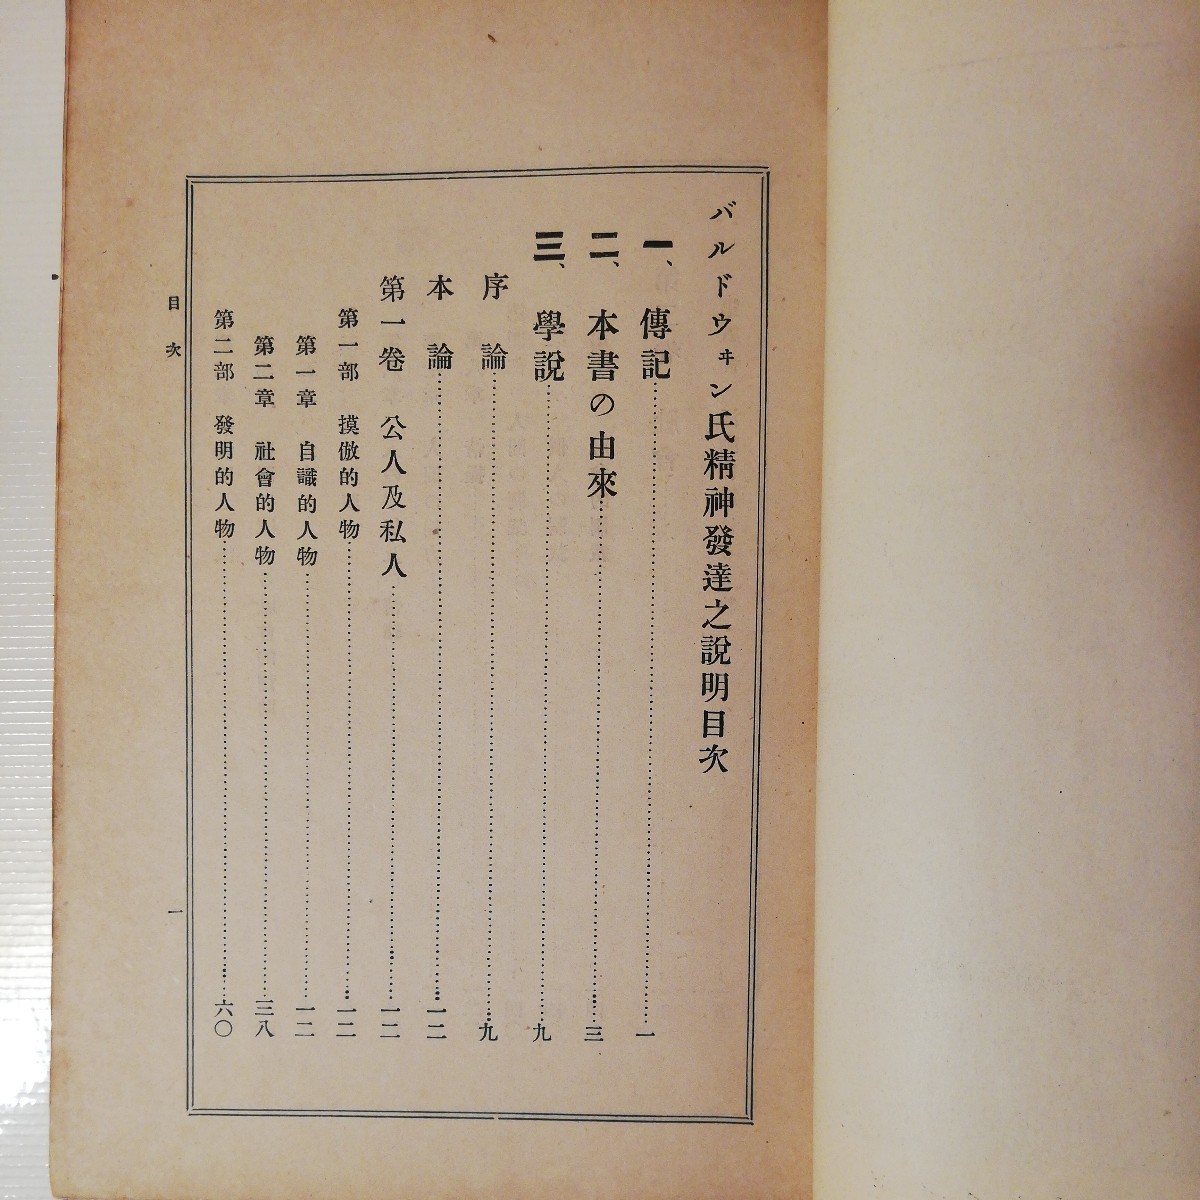 バルドウヰン氏精神發達之說明目次
一、傳記……一
二、本書の由來……三
三、學說……九
序論……九
本論……一二
第一卷 公人及私人……一二
第一部 摸倣的人物……一二
第一章 自識的人物……一二
第二章 社會的人物……三八
第二部 發明的人物……六〇
目次
一